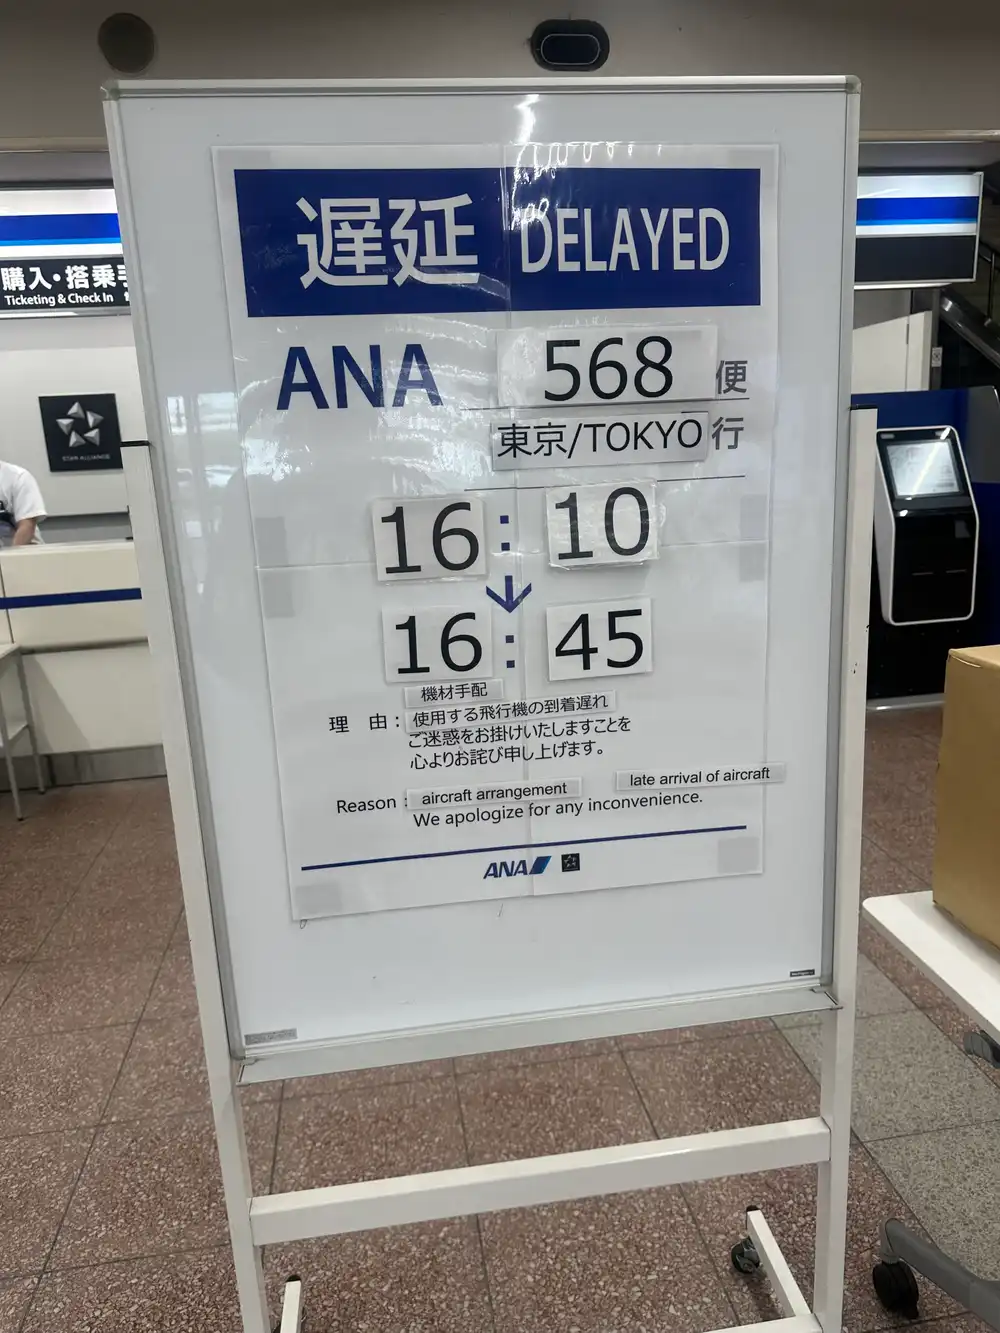 遅延 DELAYED
ANA 568 便
東京/TOKYO 行
16 : 10
↓
16 : 45
機材手配
理 由 : 使用する飛行機の到着遅れ
ご迷惑をお掛けいたしますことを
心よりお詫び申し上げます。
Reason : aircraft arrangement late arrival of aircraft
We apologize for any inconvenience.
ANA
購入・搭乗手
Ticketing & Check In
STAR ALLIANCE